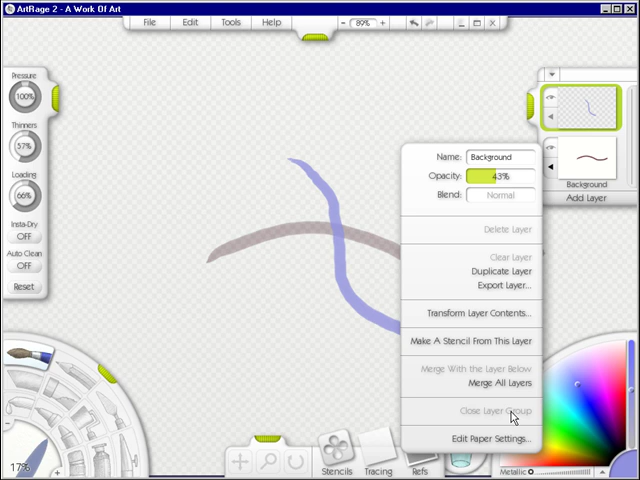 ArtRage 2 - A Work Of Art
File Edit Tools Help
89%
Pressure
100%
Thinners
57%
Loading
66%
Insta-Dry
OFF
Auto Clean
OFF
Reset
Name: Background
Opacity: 43%
Blend: Normal
Delete Layer
Clear Layer
Duplicate Layer
Export Layer...
Transform Layer Contents...
Make A Stencil From This Layer
Merge With the Layer Below
Merge All Layers
Close Layer Group
Edit Paper Settings...
Background
Add Layer
17%
Stencils
Tracing
Refs
Metallic